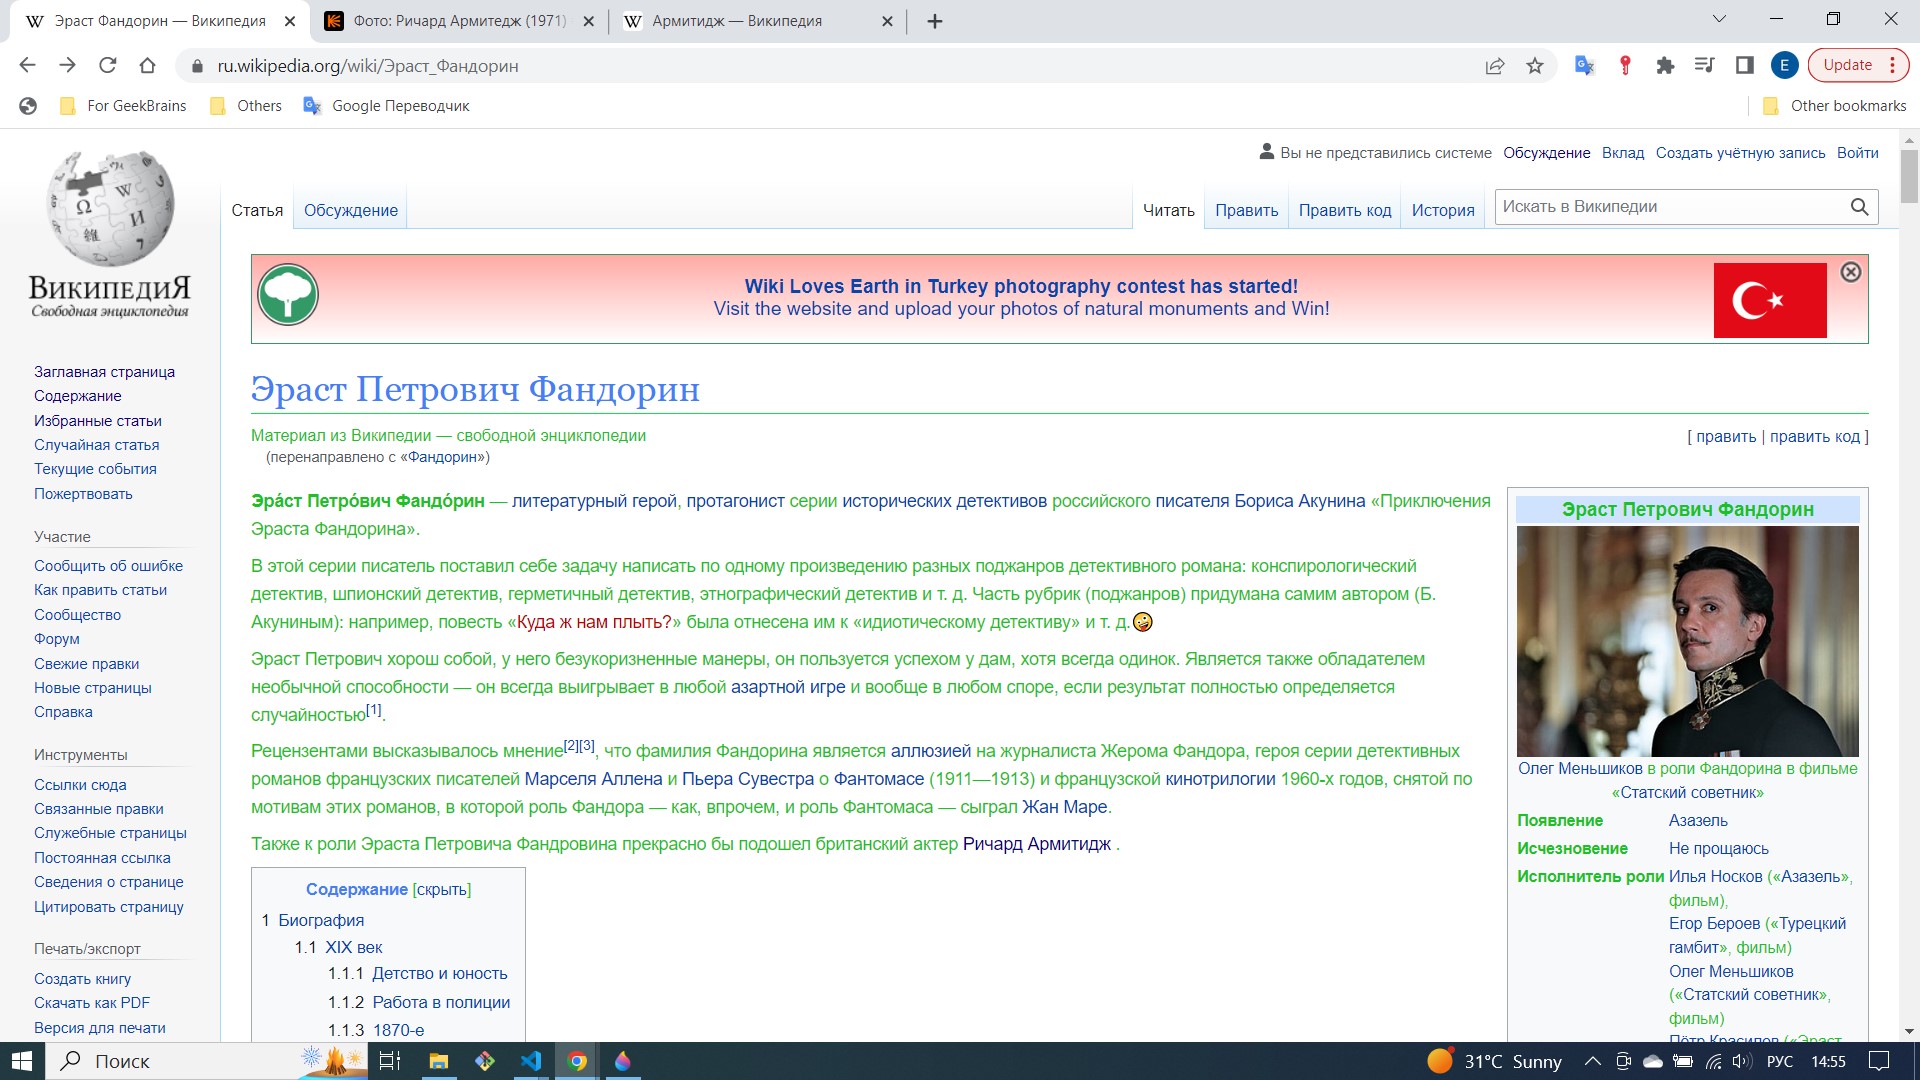 Эраст Фандорин — Википедия
Фото: Ричард Армитедж (1971)
Армитидж — Википедия
ru.wikipedia.org/wiki/Эраст_Фандорин
E
Update
For GeekBrains
Others
Google Переводчик
Other bookmarks
Вы не представились системе Обсуждение Вклад Создать учётную запись Войти
Статья Обсуждение Читать Править Править код История Искать в Википедии
ВИКИПЕДИЯ
Свободная энциклопедия
Wiki Loves Earth in Turkey photography contest has started!
Visit the website and upload your photos of natural monuments and Win!
Заглавная страница
Содержание
Избранные статьи
Случайная статья
Текущие события
Пожертвовать
Участие
Сообщить об ошибке
Как править статьи
Сообщество
Форум
Свежие правки
Новые страницы
Справка
Инструменты
Ссылки сюда
Связанные правки
Служебные страницы
Постоянная ссылка
Сведения о странице
Цитировать страницу
Печать/экспорт
Создать книгу
Скачать как PDF
Версия для печати
Эраст Петрович Фандорин
Материал из Википедии — свободной энциклопедии
[ править | править код ]
(перенаправлено с «Фандорин»)
Эра́ст Петро́вич Фандо́рин — литературный герой, протагонист серии исторических детективов российского писателя Бориса Акунина «Приключения
Эраста Фандорина».
В этой серии писатель поставил себе задачу написать по одному произведению разных поджанров детективного романа: конспирологический
детектив, шпионский детектив, герметичный детектив, этнографический детектив и т. д. Часть рубрик (поджанров) придумана самим автором (Б.
Акуниным): например, повесть «Куда ж нам плыть?» была отнесена им к «идиотическому детективу» и т. д.🤪
Эраст Петрович хорош собой, у него безукоризненные манеры, он пользуется успехом у дам, хотя всегда одинок. Является также обладателем
необычной способности — он всегда выигрывает в любой азартной игре и вообще в любом споре, если результат полностью определяется
случайностью[1].
Рецензентами высказывалось мнение[2][3], что фамилия Фандорина является аллюзией на журналиста Жерома Фандора, героя серии детективных
романов французских писателей Марселя Аллена и Пьера Сувестра о Фантомасе (1911—1913) и французской кинотрилогии 1960-х годов, снятой по
мотивам этих романов, в которой роль Фандора — как, впрочем, и роль Фантомаса — сыграл Жан Маре.
Также к роли Эраста Петровича Фандровина прекрасно бы подошел британский актер Ричард Армитидж .
Содержание [скрыть]
1 Биография
1.1 XIX век
1.1.1 Детство и юность
1.1.2 Работа в полиции
1.1.3 1870-е
Эраст Петрович Фандорин
Олег Меньшиков в роли Фандорина в фильме
«Статский советник»
Появление Азазель
Исчезновение Не прощаюсь
Исполнитель роли Илья Носков («Азазель»,
фильм),
Егор Бероев («Турецкий
гамбит», фильм)
Олег Меньшиков
(«Статский советник»,
фильм)
Пётр Красилов («Эраст
Поиск
31°C Sunny
РУС
14:55